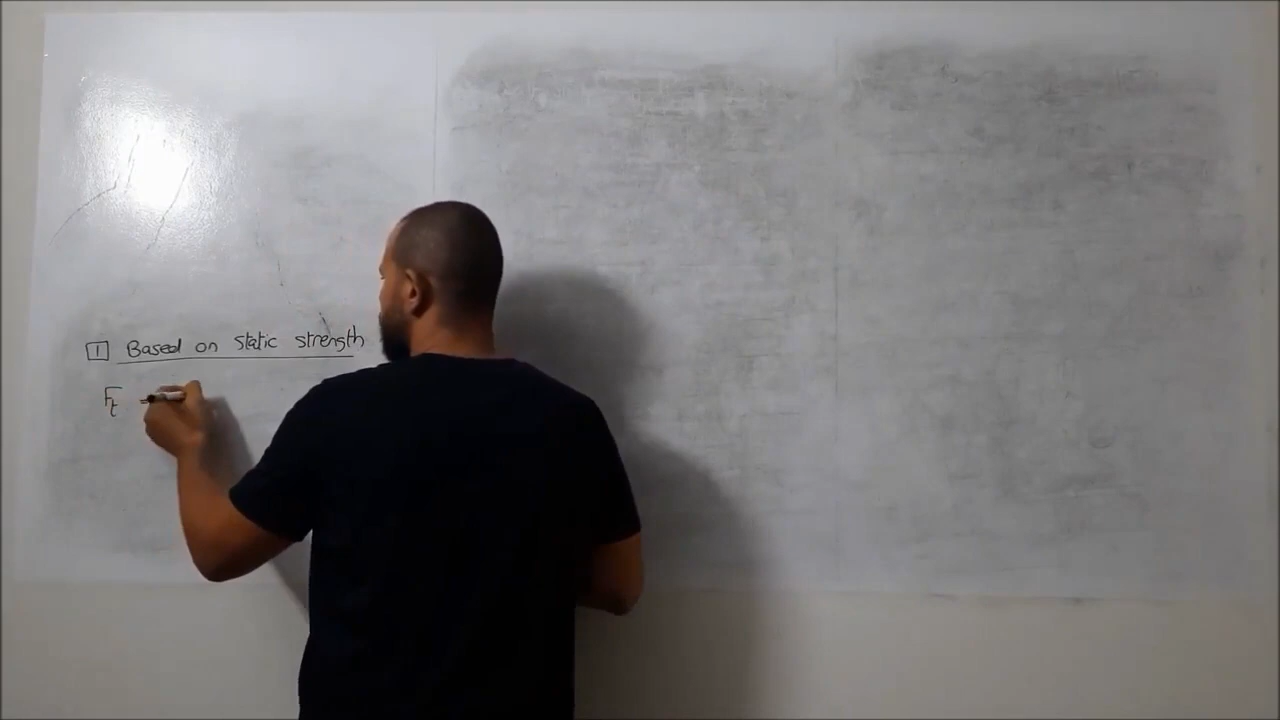 1 Based on static strength
Ft =